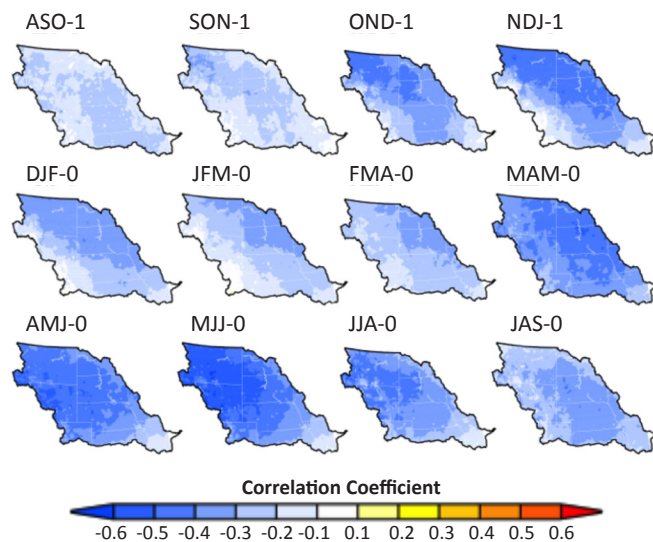 ASO-1 SON-1 OND-1 NDJ-1
DJF-0 JFM-0 FMA-0 MAM-0
AMJ-0 MJJ-0 JJA-0 JAS-0
Correlation Coefficient
-0.6 -0.5 -0.4 -0.3 -0.2 -0.1 0.1 0.2 0.3 0.4 0.5 0.6